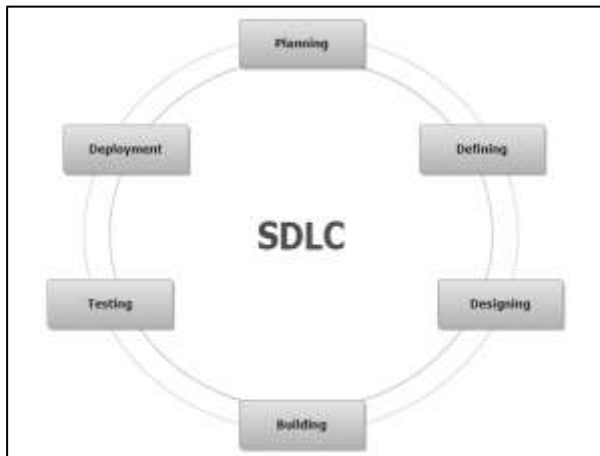 Planning
Deployment
Defining
SDLC
Testing
Designing
Building